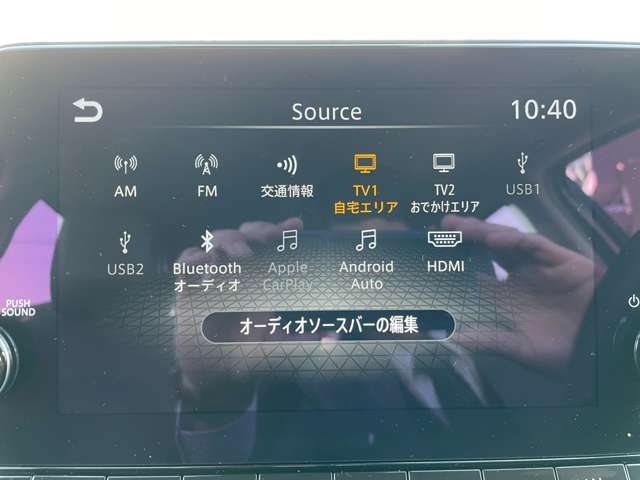 Source
10:40
AM
FM
交通情報
TV1
自宅エリア
TV2
おでかけエリア
USB1
USB2
Bluetooth
オーディオ
Apple
CarPlay
Android
Auto
HDMI
PUSH
SOUND
オーディオソースバーの編集